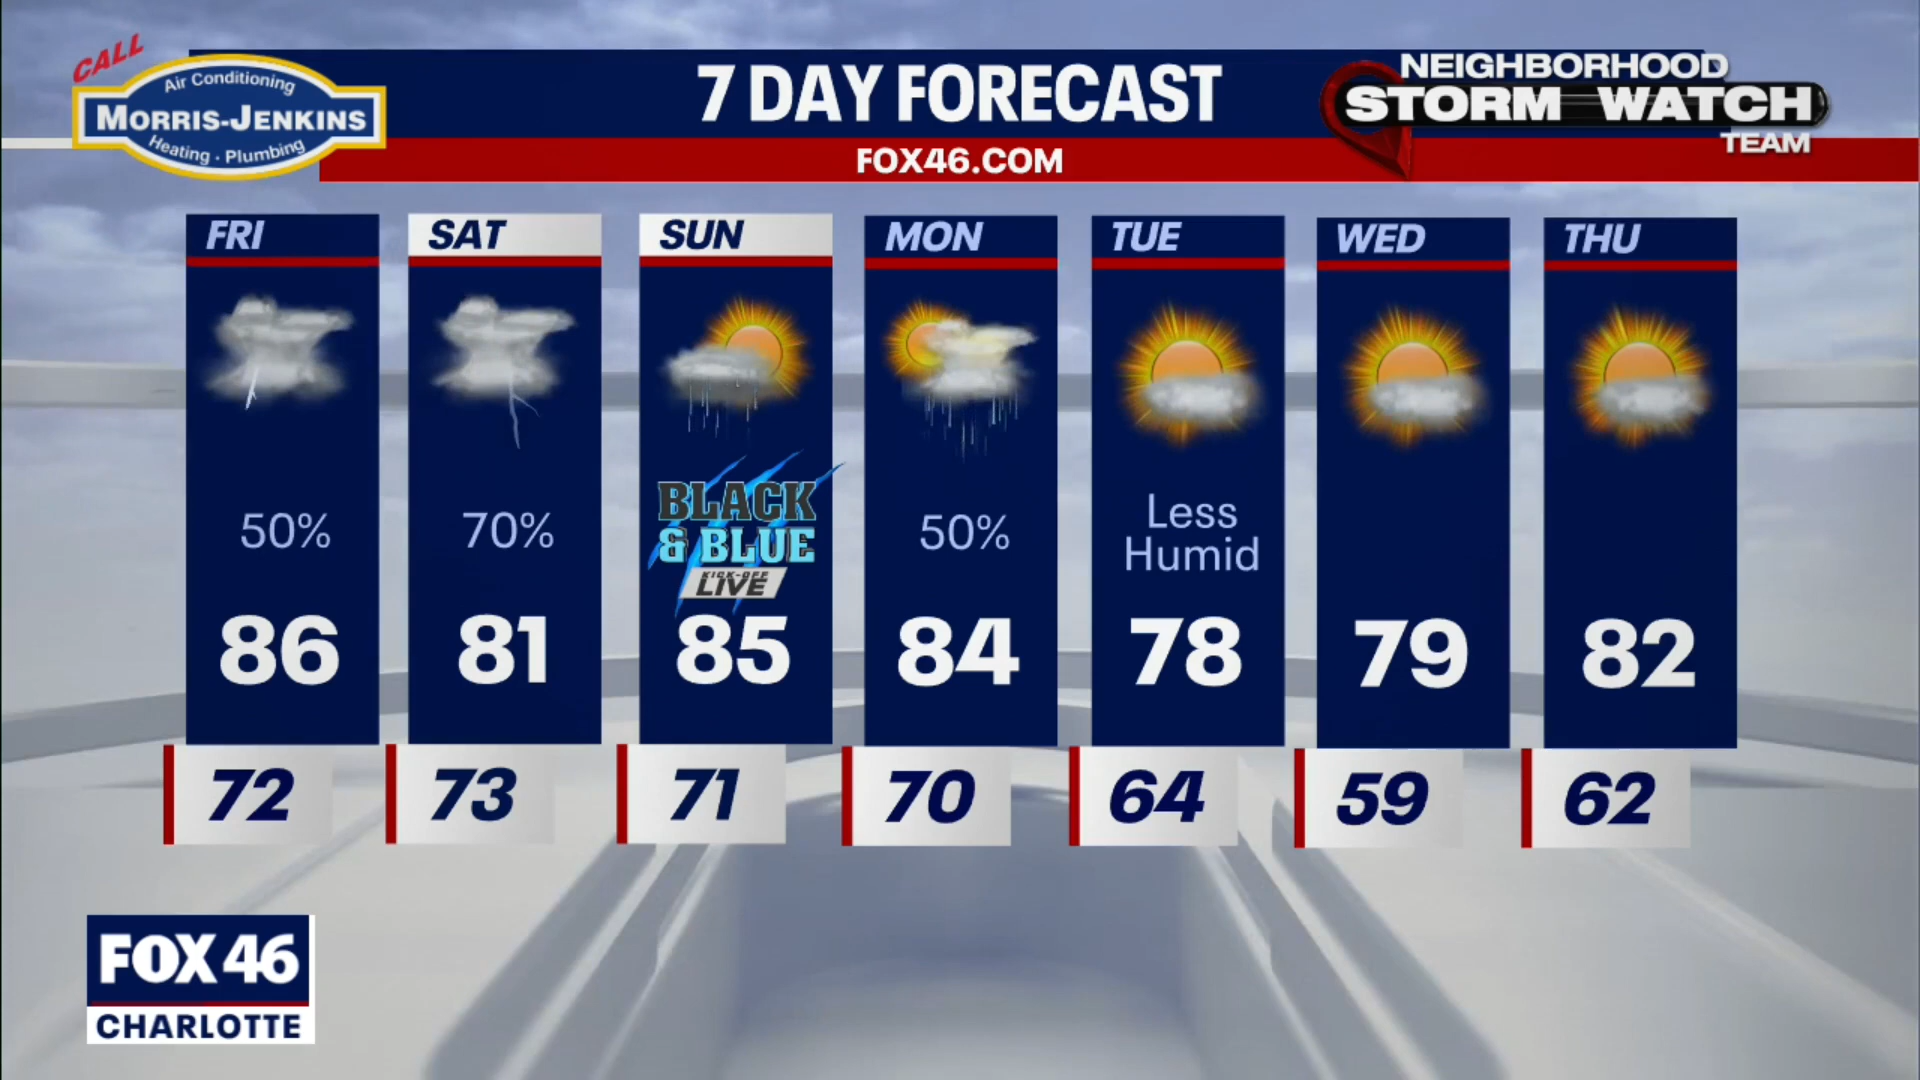 CALL
Air Conditioning
MORRIS-JENKINS
Heating · Plumbing
7 DAY FORECAST
FOX46.COM
NEIGHBORHOOD
STORM WATCH
TEAM
FRI
50%
86
72
SAT
70%
81
73
SUN
BLACK
& BLUE
KICK-OFF
LIVE
85
71
MON
50%
84
70
TUE
Less
Humid
78
64
WED
79
59
THU
82
62
FOX 46
CHARLOTTE